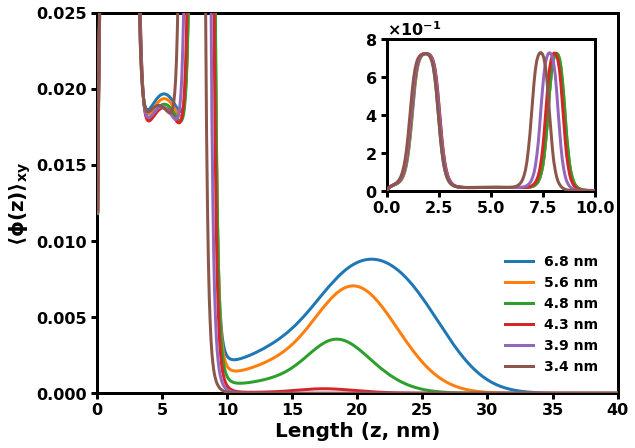 0.025
0.020
0.015
0.010
0.005
0.000
⟨ϕ(z)⟩xy
0 5 10 15 20 25 30 35 40
Length (z, nm)
×10⁻¹
8
6
4
2
0
0.0 2.5 5.0 7.5 10.0
6.8 nm
5.6 nm
4.8 nm
4.3 nm
3.9 nm
3.4 nm